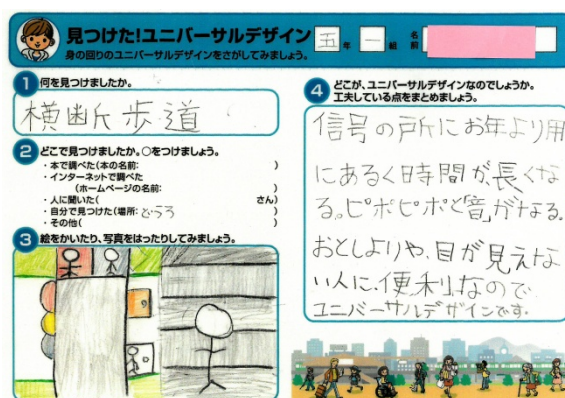 見つけた!ユニバーサルデザイン
五年 一組 名前
身の回りのユニバーサルデザインをさがしてみましょう。
1 何を見つけましたか。
横断歩道
2 どこで見つけましたか。○をつけましょう。
・本で調べた(本の名前: )
・インターネットで調べた
(ホームページの名前: )
・人に聞いた( さん)
・自分で見つけた(場所:どうろ )
・その他( )
3 絵をかいたり、写真をはったりしてみましょう。
4 どこが、ユニバーサルデザインなのでしょうか。
工夫している点をまとめましょう。
信号の所にお年より用
にあるく時間が、長くな
る。ピポピポと音がなる。
おとしよりや、目が見えな
い人に、便利なので
ユニバーサルデザインです。